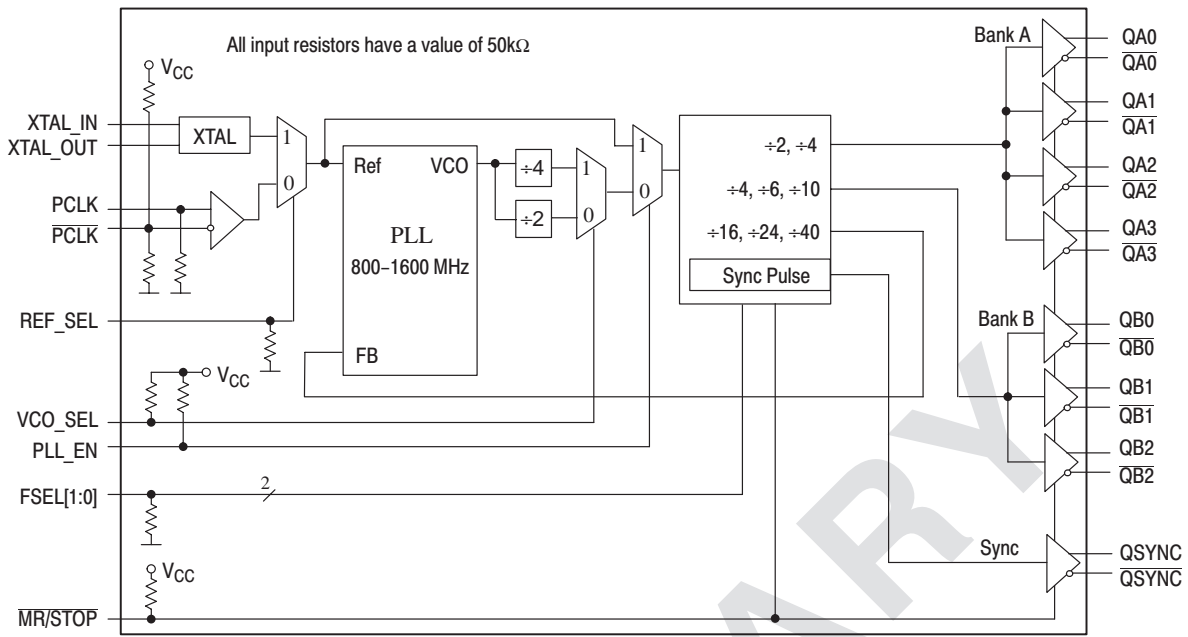 All input resistors have a value of 50kΩ
VCC
XTAL_IN
XTAL_OUT
XTAL
1
0
PCLK
PCLK
REF_SEL
Ref
VCO
PLL
800–1600 MHz
FB
÷4
÷2
1
0
1
0
÷2, ÷4
÷4, ÷6, ÷10
÷16, ÷24, ÷40
Sync Pulse
VCC
VCO_SEL
PLL_EN
FSEL[1:0]
2
VCC
MR/STOP
Bank A
QA0
QA0
QA1
QA1
QA2
QA2
QA3
QA3
Bank B
QB0
QB0
QB1
QB1
QB2
QB2
Sync
QSYNC
QSYNC
ARY